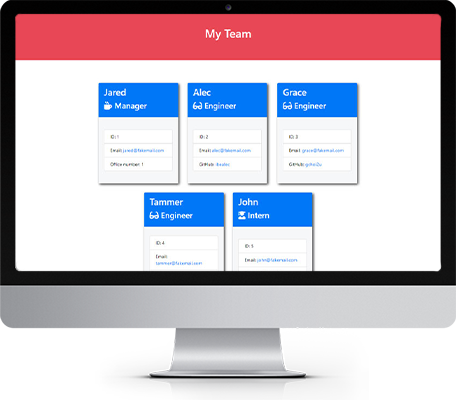 My Team
Jared
Manager
ID: 1
Email: jared@fakemail.com
Office number: 1
Alec
Engineer
ID: 2
Email: alec@fakemail.com
GitHub: ibealec
Grace
Engineer
ID: 3
Email: grace@fakemail.com
GitHub:
Tammer
Engineer
ID: 4
Email:
tammer@fakemail.com
John
Intern
ID: 5
Email: john@fakemail.com